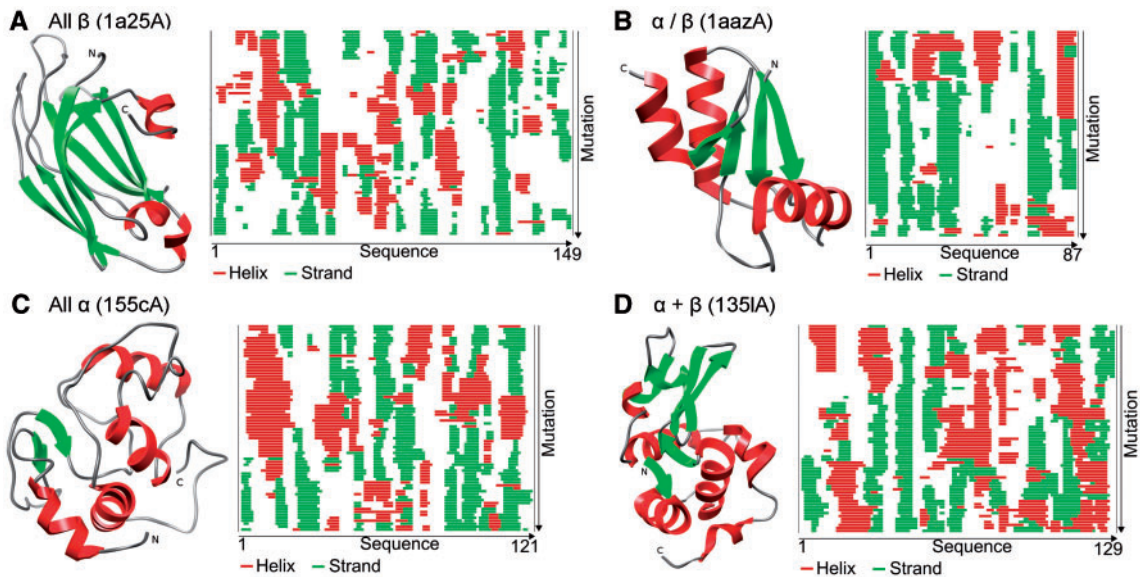 A All β (1a25A)
N
C
Mutation
1 Sequence 149
Helix Strand
B α / β (1aazA)
C
N
Mutation
1 Sequence 87
Helix Strand
C All α (155cA)
C
N
Mutation
1 Sequence 121
Helix Strand
D α + β (135lA)
N
C
Mutation
1 Sequence 129
Helix Strand